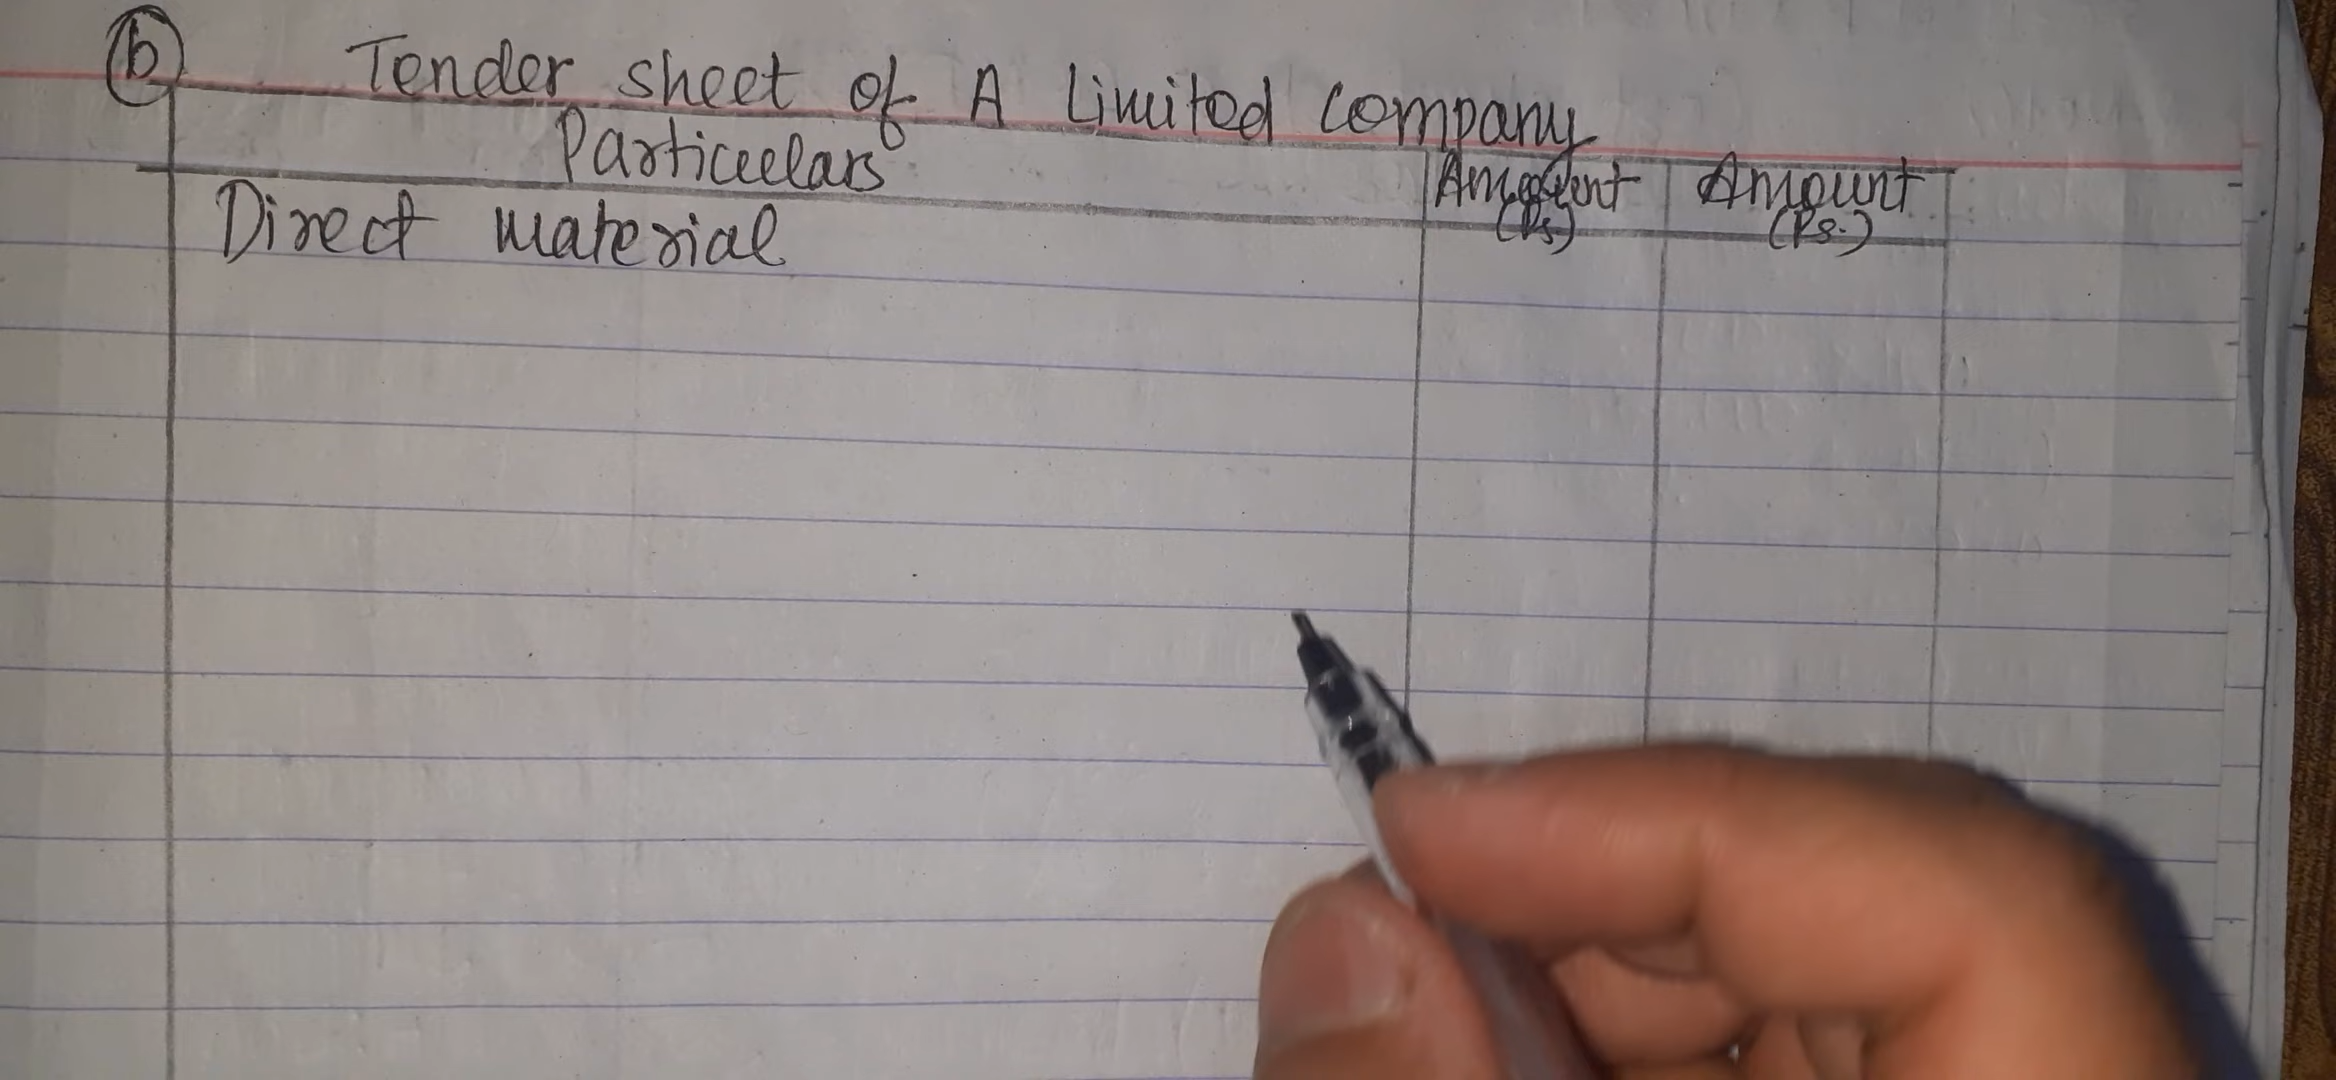 b Tender sheet of A Limited company
Particulars Amount (Rs.) Amount (Rs.)
Direct material